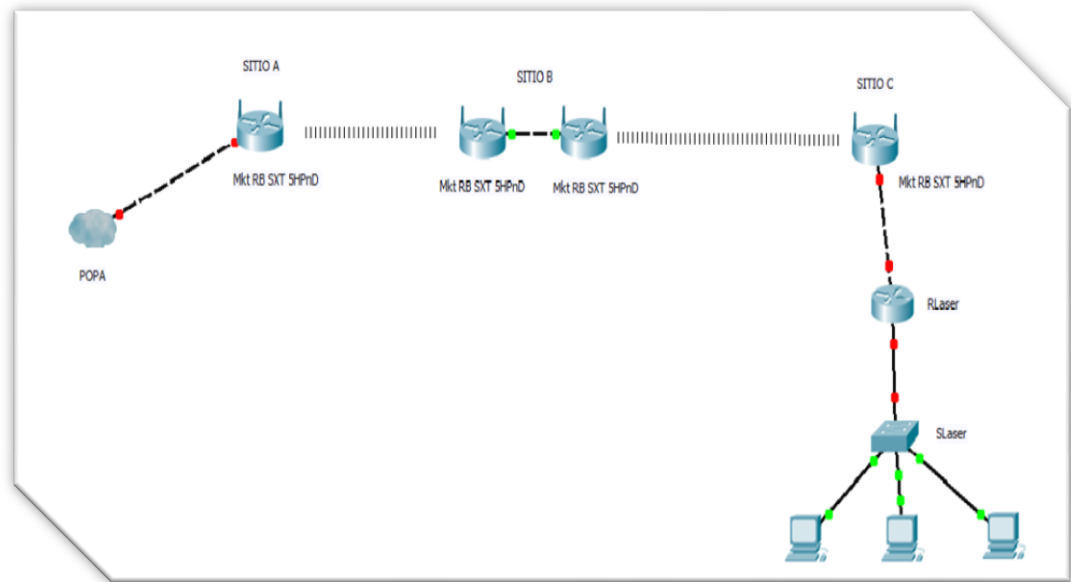 SITIO A
SITIO B
SITIO C
Mkt RB SXT 5HPnD
Mkt RB SXT 5HPnD
Mkt RB SXT 5HPnD
Mkt RB SXT 5HPnD
POPA
RLaser
SLaser